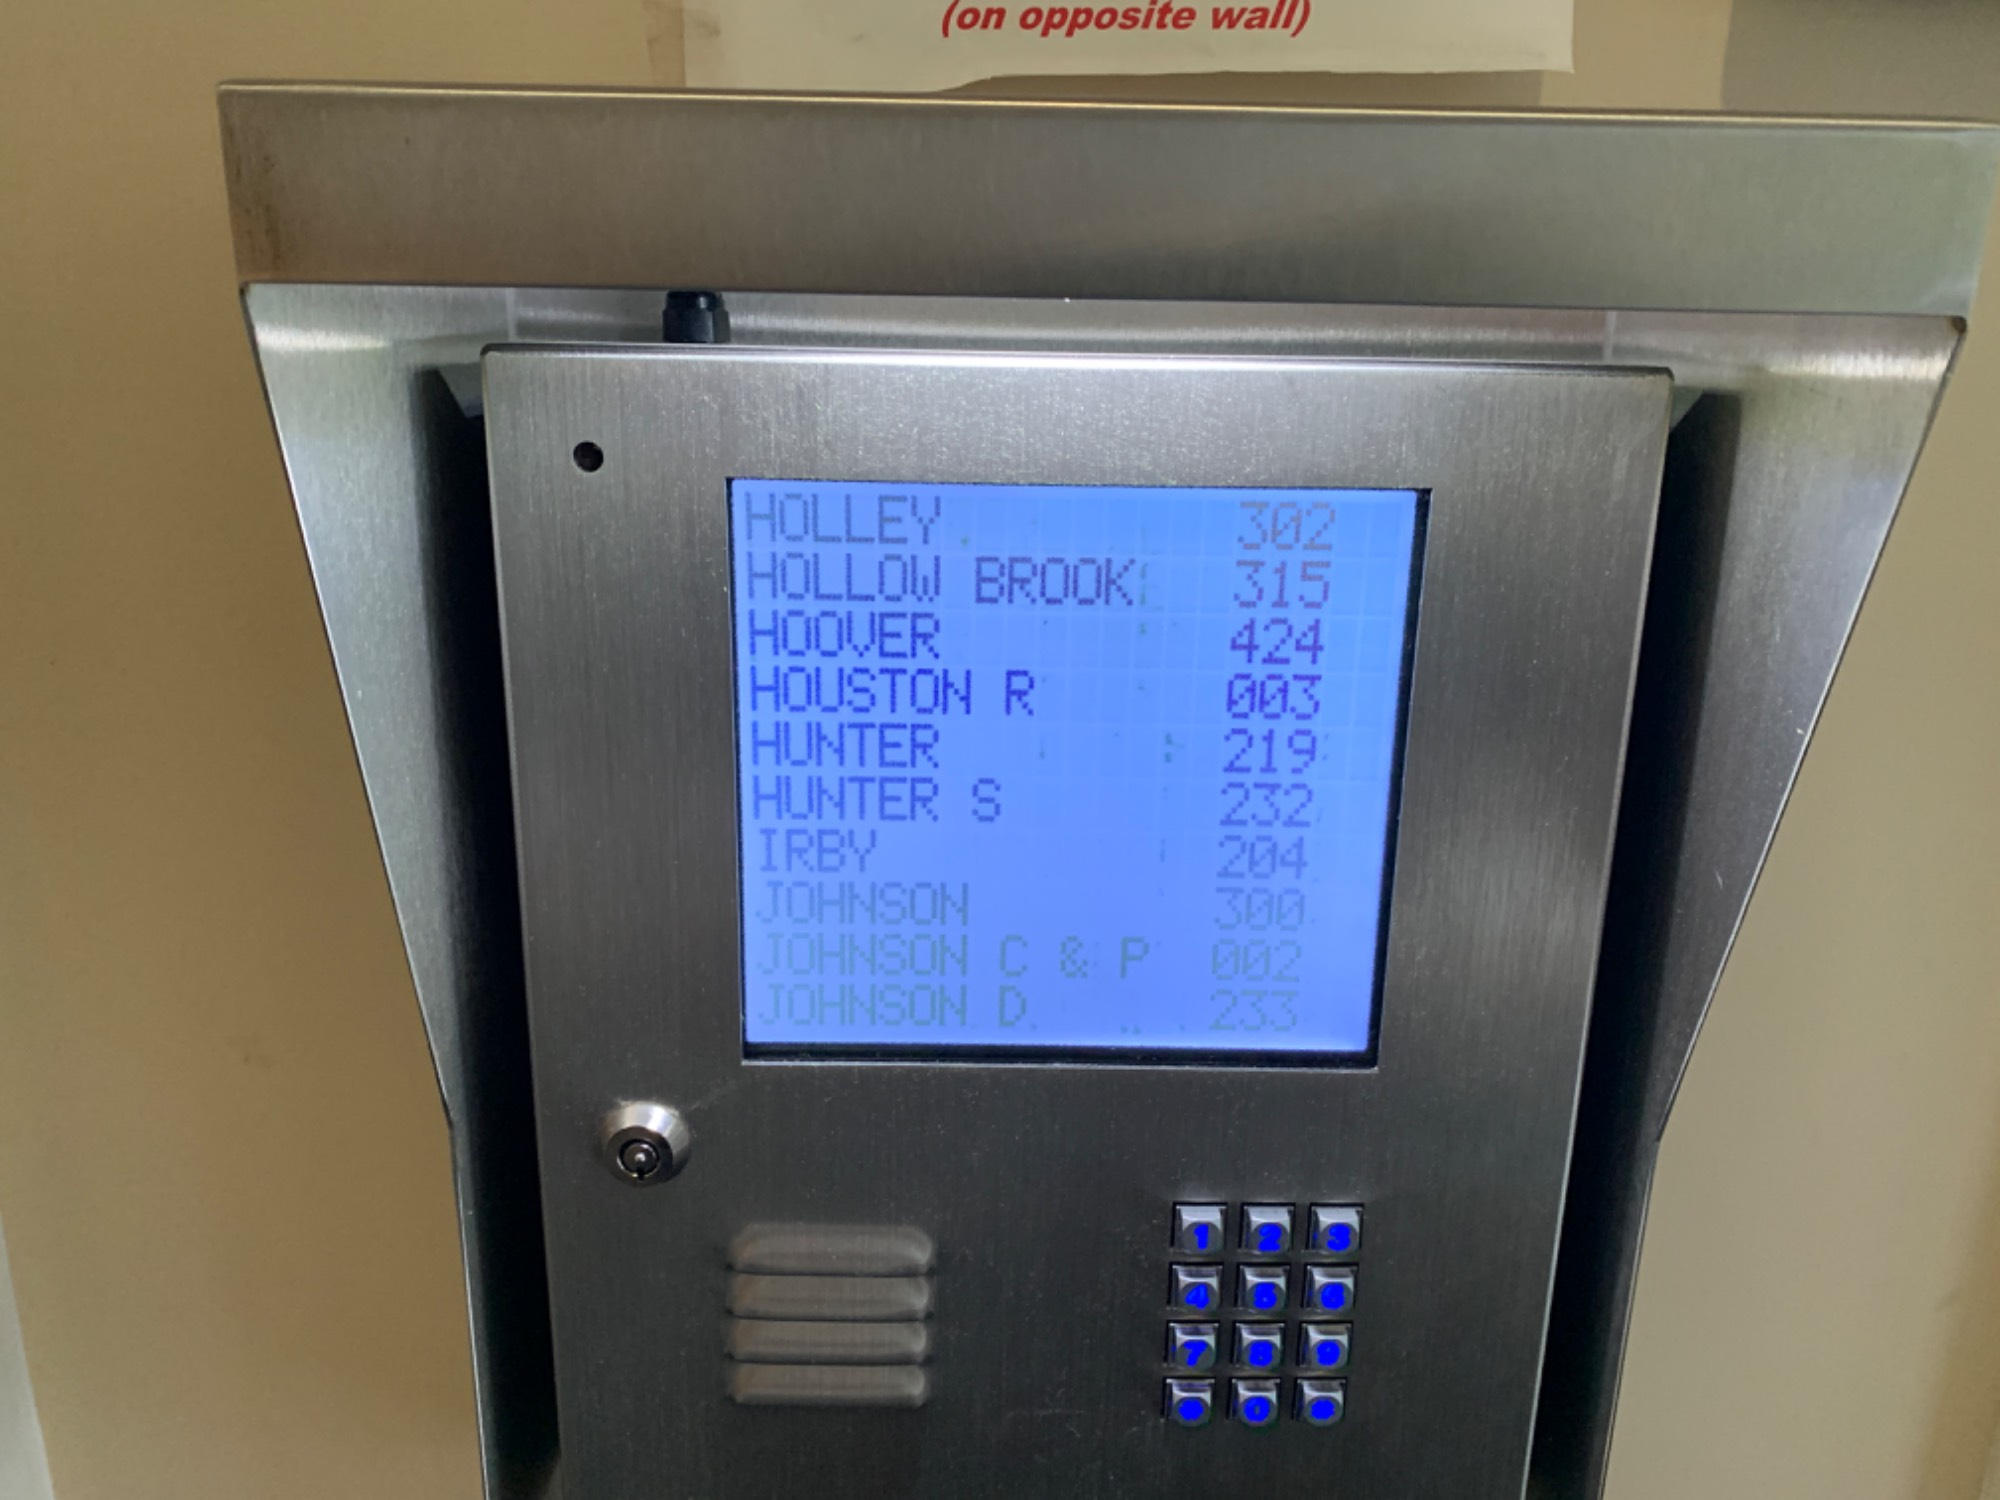 (on opposite wall)
HOLLEY 302
HOLLOW BROOK 315
HOOVER 424
HOUSTON R 003
HUNTER 219
HUNTER S 232
IRBY 204
JOHNSON 300
JOHNSON C & P 002
JOHNSON D 233
1 2 3
4 5 6
7 8 9
* 0 #